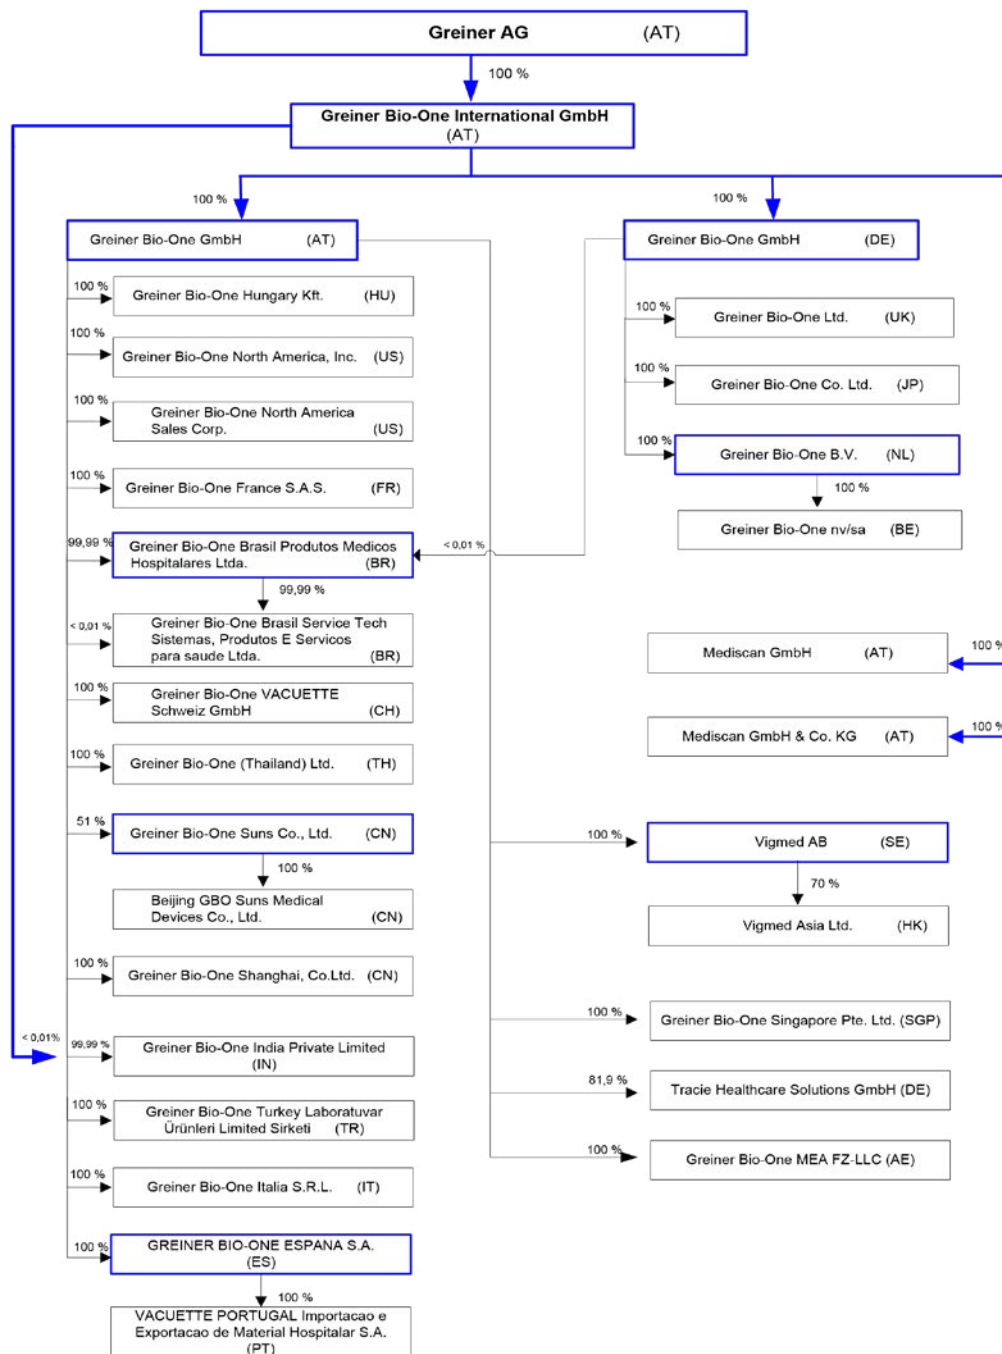 Greiner AG (AT)
100 %
Greiner Bio-One International GmbH
(AT)
100 %
100 %
Greiner Bio-One GmbH (AT)
Greiner Bio-One GmbH (DE)
100 %
Greiner Bio-One Hungary Kft. (HU)
100 %
Greiner Bio-One North America, Inc. (US)
100 %
Greiner Bio-One North America
Sales Corp. (US)
100 %
Greiner Bio-One France S.A.S. (FR)
99,99 %
Greiner Bio-One Brasil Produtos Medicos
Hospitalares Ltda. (BR)
< 0,01 %
99,99 %
< 0,01 %
Greiner Bio-One Brasil Service Tech
Sistemas, Produtos E Servicos
para saude Ltda. (BR)
100 %
Greiner Bio-One VACUETTE
Schweiz GmbH (CH)
100 %
Greiner Bio-One (Thailand) Ltd. (TH)
51 %
Greiner Bio-One Suns Co., Ltd. (CN)
100 %
Beijing GBO Suns Medical
Devices Co., Ltd. (CN)
100 %
Greiner Bio-One Shanghai, Co.Ltd. (CN)
< 0,01%
99,99 %
Greiner Bio-One India Private Limited
(IN)
100 %
Greiner Bio-One Turkey Laboratuvar
Ürünleri Limited Sirketi (TR)
100 %
Greiner Bio-One Italia S.R.L. (IT)
100 %
GREINER BIO-ONE ESPANA S.A.
(ES)
100 %
VACUETTE PORTUGAL Importacao e
Exportacao de Material Hospitalar S.A.
(PT)
100 %
Greiner Bio-One Ltd. (UK)
100 %
Greiner Bio-One Co. Ltd. (JP)
100 %
Greiner Bio-One B.V. (NL)
100 %
Greiner Bio-One nv/sa (BE)
Mediscan GmbH (AT)
100 %
Mediscan GmbH & Co. KG (AT)
100 %
100 %
Vigmed AB (SE)
70 %
Vigmed Asia Ltd. (HK)
100 %
Greiner Bio-One Singapore Pte. Ltd. (SGP)
81,9 %
Tracie Healthcare Solutions GmbH (DE)
100 %
Greiner Bio-One MEA FZ-LLC (AE)